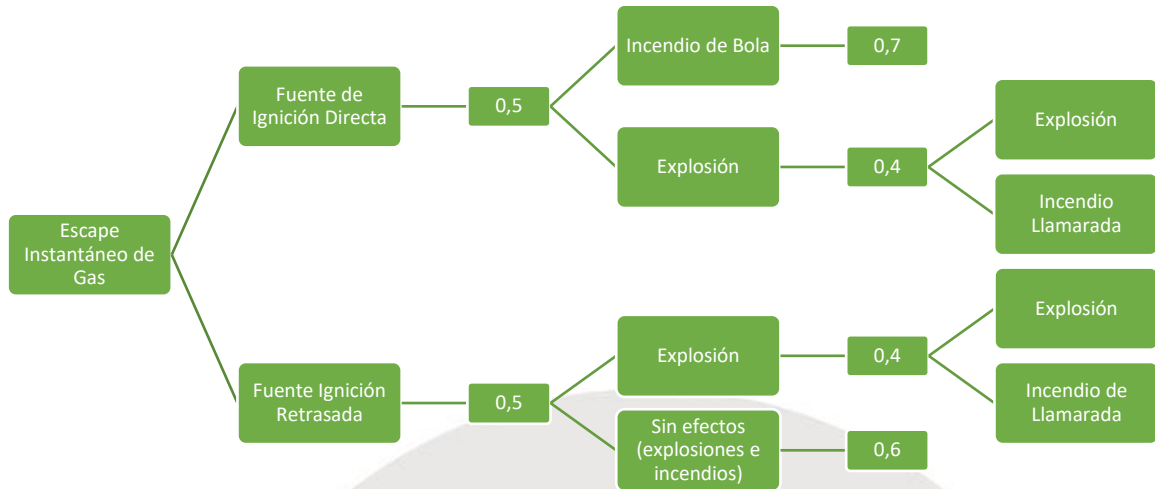 Escape
Instantáneo de
Gas
Fuente de
Ignición Directa
0,5
Incendio de Bola
0,7
Explosión
0,4
Explosión
Incendio
Llamarada
Fuente Ignición
Retrasada
0,5
Explosión
0,4
Explosión
Incendio de
Llamarada
Sin efectos
(explosiones e
incendios)
0,6